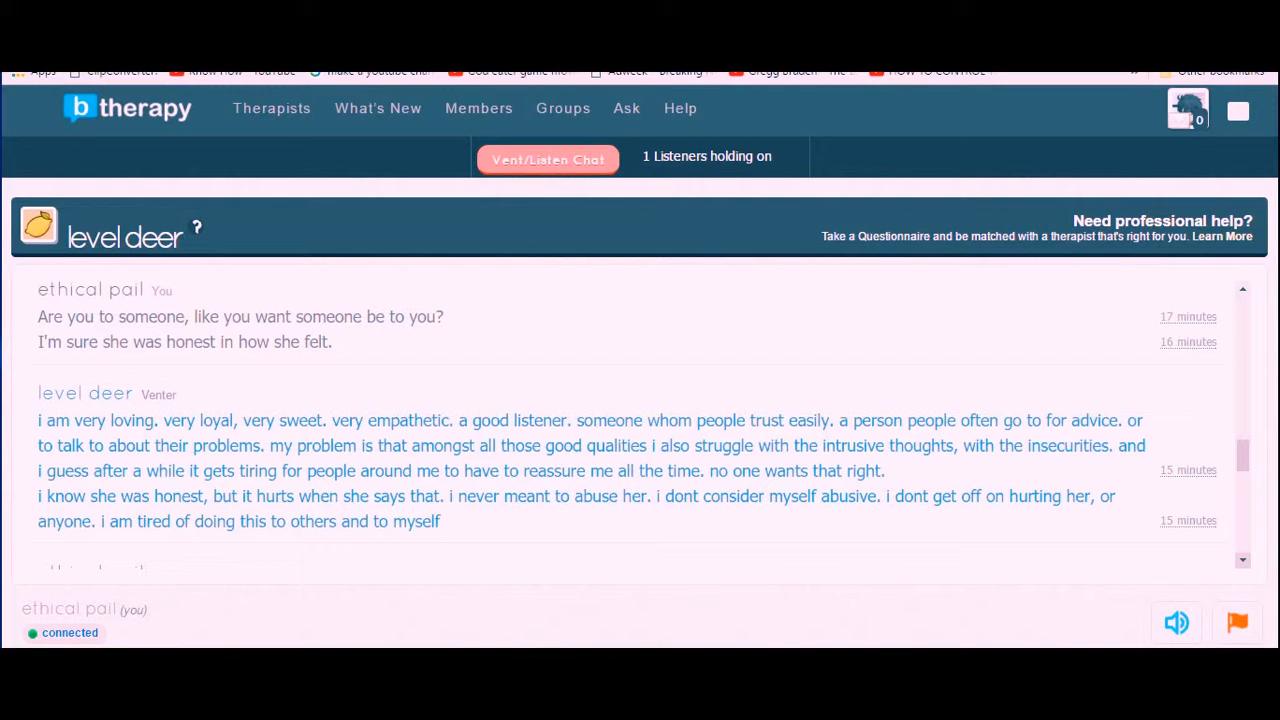 Apps
btherapy Therapists What's New Members Groups Ask Help
0
Vent/Listen Chat 1 Listeners holding on
level deer ?
Need professional help?
Take a Questionnaire and be matched with a therapist that's right for you. Learn More
ethical pail You
Are you to someone, like you want someone be to you? 17 minutes
I'm sure she was honest in how she felt. 16 minutes
level deer Venter
i am very loving. very loyal, very sweet. very empathetic. a good listener. someone whom people trust easily. a person people often go to for advice. or
to talk to about their problems. my problem is that amongst all those good qualities i also struggle with the intrusive thoughts, with the insecurities. and
i guess after a while it gets tiring for people around me to have to reassure me all the time. no one wants that right. 15 minutes
i know she was honest, but it hurts when she says that. i never meant to abuse her. i dont consider myself abusive. i dont get off on hurting her, or
anyone. i am tired of doing this to others and to myself 15 minutes
ethical pail (you)
connected